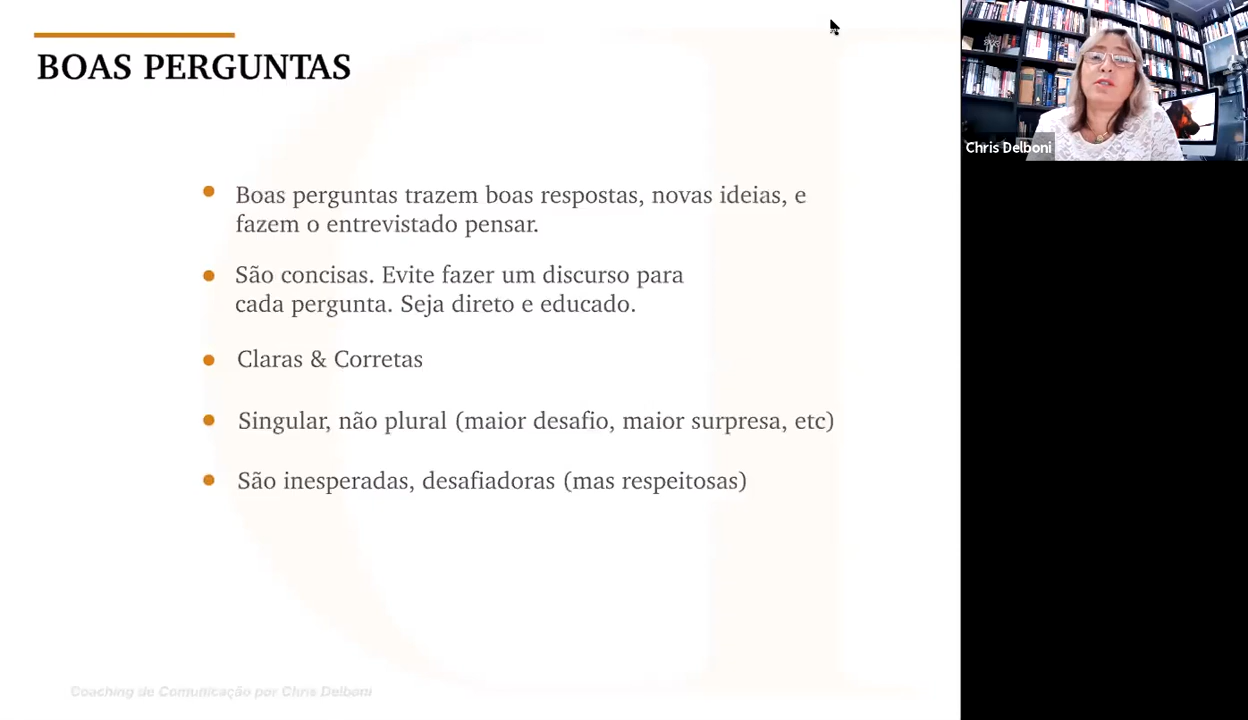 BOAS PERGUNTAS
Boas perguntas trazem boas respostas, novas ideias, e
fazem o entrevistado pensar.
São concisas. Evite fazer um discurso para
cada pergunta. Seja direto e educado.
Claras & Corretas
Singular, não plural (maior desafio, maior surpresa, etc)
São inesperadas, desafiadoras (mas respeitosas)
Coaching de Comunicação por Chris Delboni
Chris Delboni